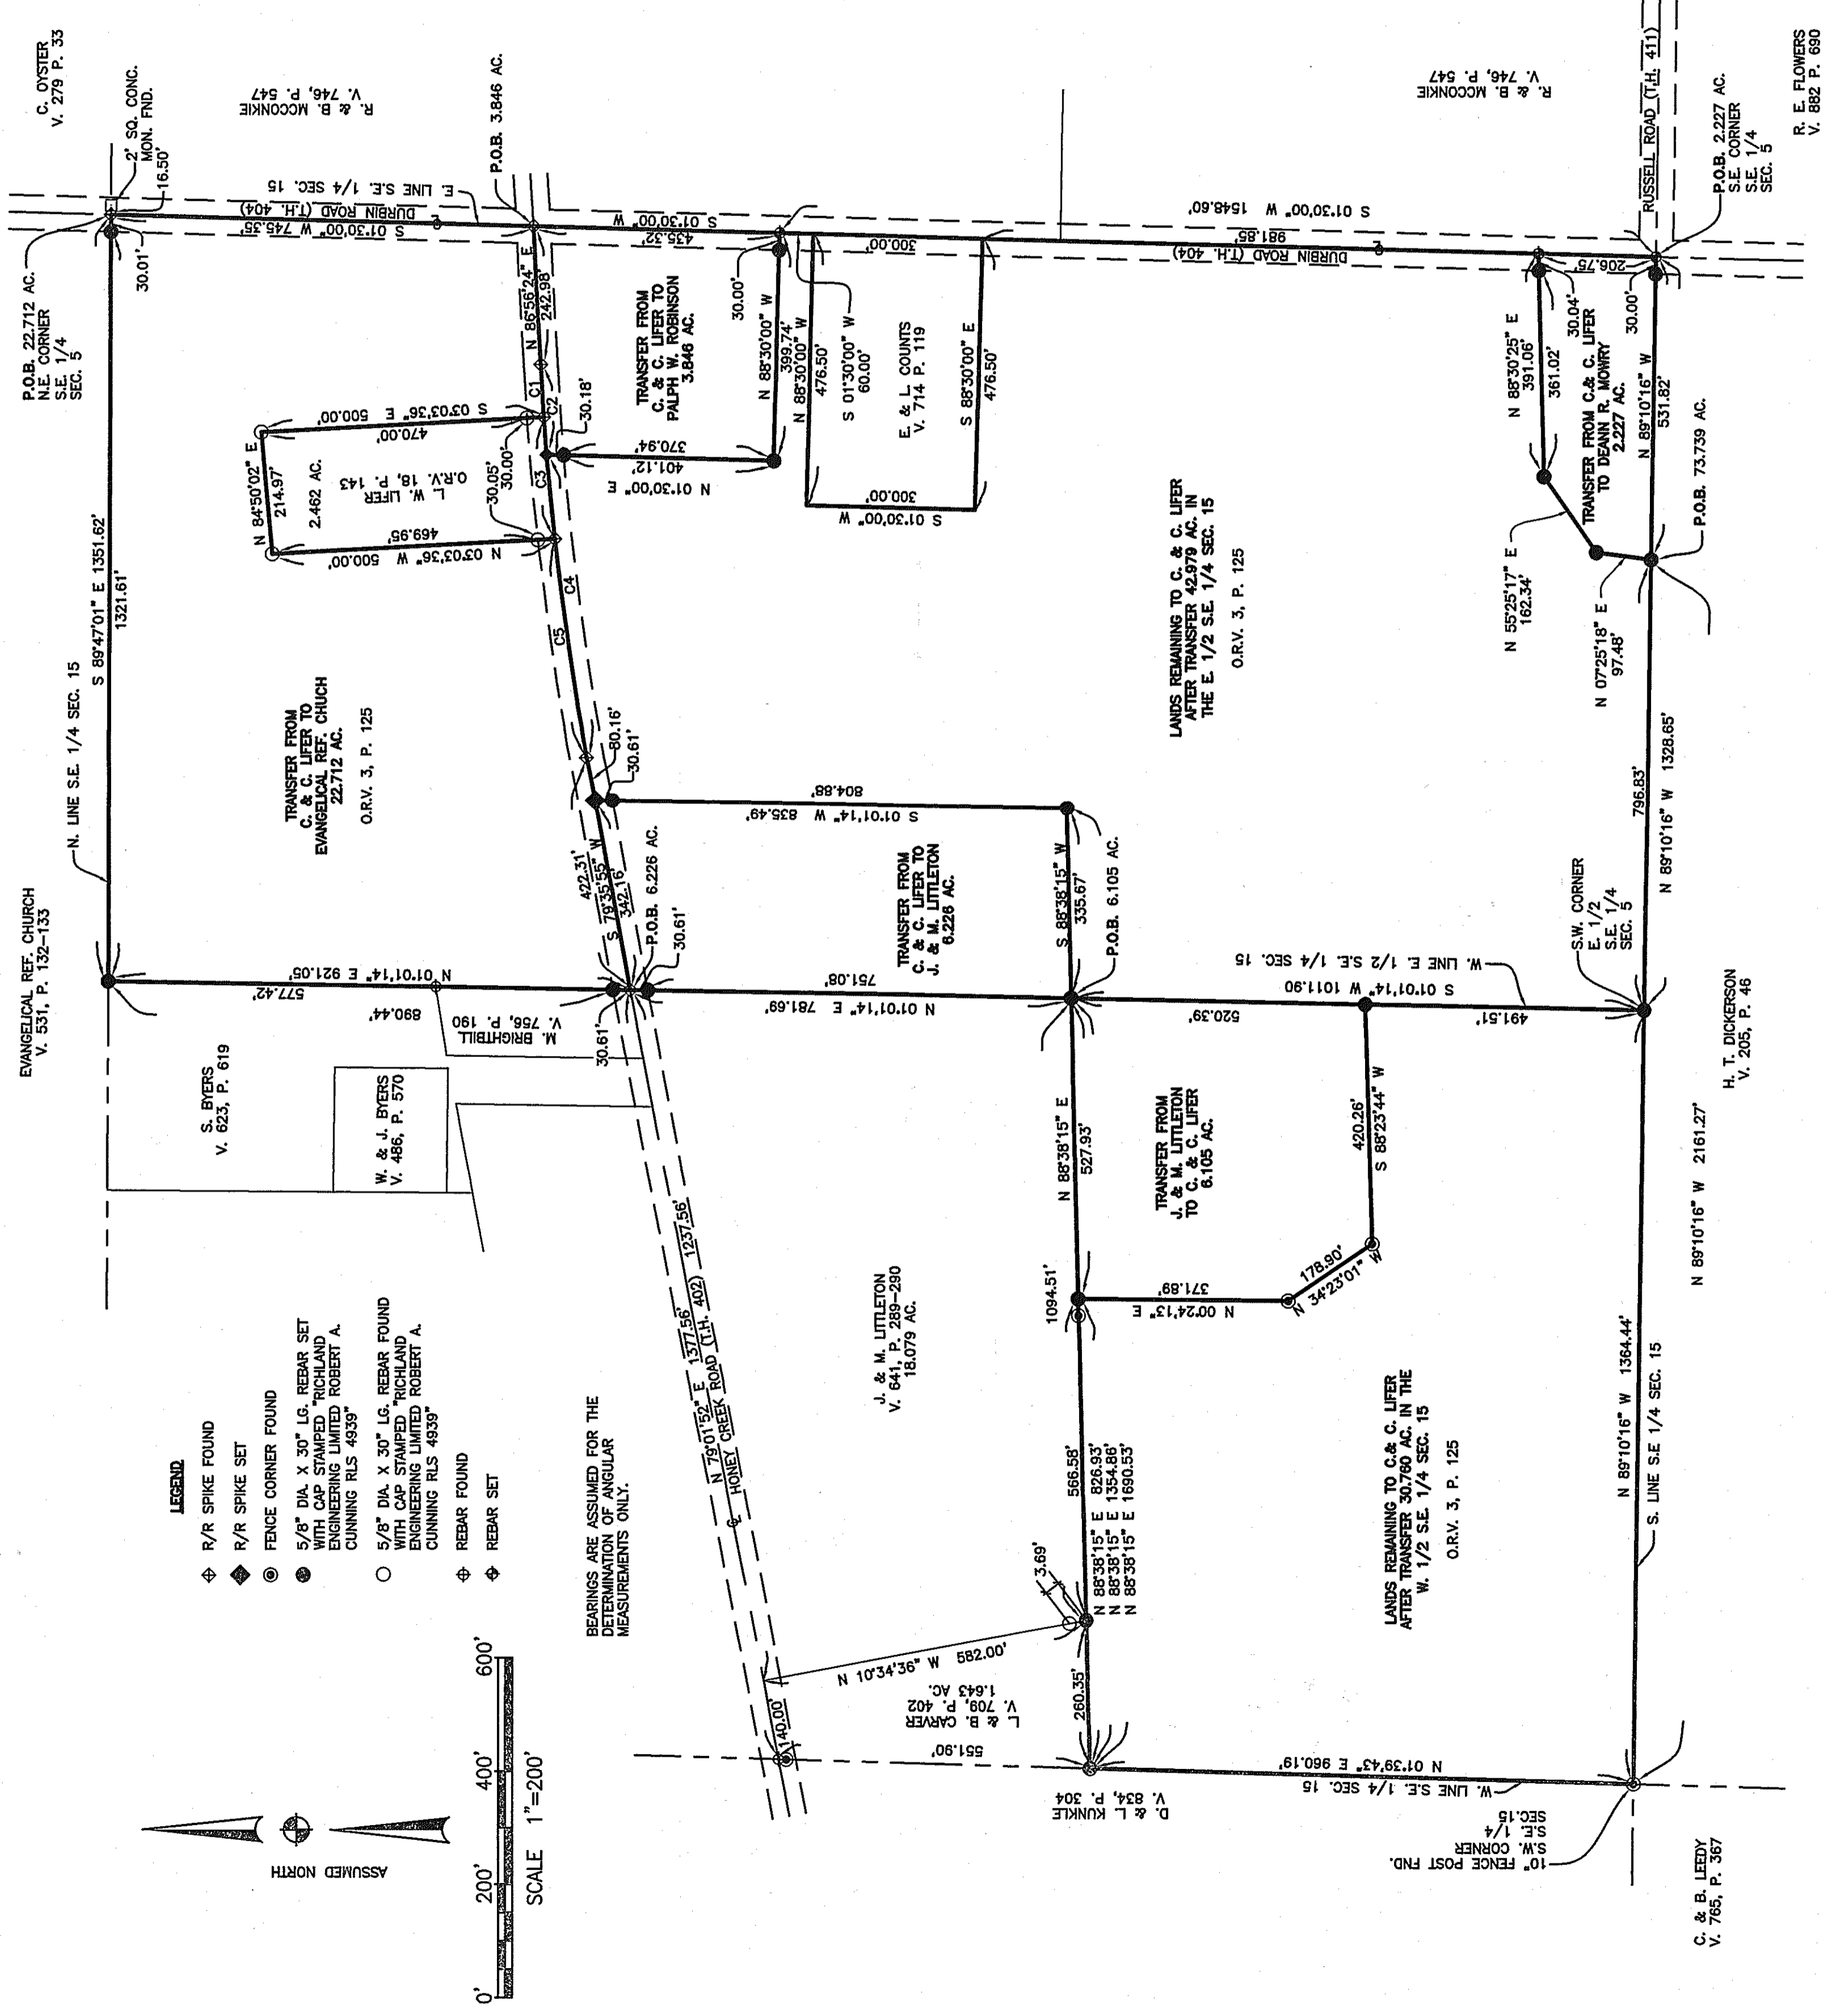 EVANGELICAL REF. CHURCH
V. 531, P. 132-133
N. LINE S.E. 1/4 SEC. 15
S 89°47'01" E 1351.62'
1321.61'
P.O.B. 22.712 AC.
N.E. CORNER
S.E. 1/4
SEC. 5
30.01'
C. OYSTER
V. 279 P. 33
2' SQ. CONC.
MON. FND.
16.50'
R. & B. MCCONKIE
V. 746, P. 547
E. LINE S.E. 1/4 SEC. 15
DURBIN ROAD (T.H. 404)
S 01°30'00" W 745.35'
P.O.B. 3.846 AC.
S. BYERS
V. 623, P. 619
W. & J. BYERS
V. 486, P. 570
M. BRIGHTBILL
V. 756, P. 190
N 01°01'14" E 921.05'
577.42'
890.44'
30.61'
TRANSFER FROM
C. & C. LIFER TO
EVANGELICAL REF. CHUCH
22.712 AC.
O.R.V. 3, P. 125
N 84°50'02" E
214.97'
2.462 AC.
L. W. LIFER
O.R.V. 18, P. 143
S 03°03'36" E 500.00'
470.00'
N 03°03'36" W 500.00'
469.95'
30.05'
30.00'
N 86°56'24" E
242.98'
C1
C2
C3
C4
C5
30.18'
TRANSFER FROM
C. & C. LIFER TO
PALPH W. ROBINSON
3.846 AC.
S 01°30'00" W
435.32'
30.00'
N 88°30'00" W
399.74'
370.94'
401.12'
N 01°30'00" E
N 88°30'00" W
476.50'
S 01°30'00" W
60.00'
E. & L COUNTS
V. 714 P. 119
300.00'
S 88°30'00" E
476.50'
300.00'
S 01°30'00" W
80.16'
30.61'
422.31'
S 79°35'55" W
342.16'
P.O.B. 6.226 AC.
30.61'
LEGEND
R/R SPIKE FOUND
R/R SPIKE SET
FENCE CORNER FOUND
5/8" DIA. X 30" LG. REBAR SET
WITH CAP STAMPED "RICHLAND
ENGINEERING LIMITED ROBERT A.
CUNNING RLS 4939"
5/8" DIA. X 30" LG. REBAR FOUND
WITH CAP STAMPED "RICHLAND
ENGINEERING LIMITED ROBERT A.
CUNNING RLS 4939"
REBAR FOUND
REBAR SET
ASSUMED NORTH
0' 200' 400' 600'
SCALE 1"=200'
BEARINGS ARE ASSUMED FOR THE
DETERMINATION OF ANGULAR
MEASUREMENTS ONLY.
N 79°01'52" E 1377.56' 1237.56'
HONEY CREEK ROAD (T.H. 402)
140.00'
N 10°34'36" W 582.00'
L. & B. CARVER
V. 709, P. 402
1.643 AC.
551.90'
3.69'
260.35'
J. & M. LITTLETON
V. 641, P. 289-290
18.079 AC.
566.58'
N 88°38'15" E 826.93'
N 88°38'15" E 1354.86'
N 88°38'15" E 1690.53'
1094.51'
N 88°38'15" E
527.93'
TRANSFER FROM
C. & C. LIFER TO
J. & M. LITTLETON
6.226 AC.
751.08'
N 01°01'14" E 781.69'
804.88'
S 01°01'14" W 835.49'
S 88°38'15" W
335.67'
P.O.B. 6.105 AC.
TRANSFER FROM
J. & M. LITTLETON
TO C. & C. LIFER
6.105 AC.
371.89'
N 00°24'13" E
178.90'
N 34°23'01" W
420.26'
S 88°23'44" W
W. LINE E. 1/2 S.E. 1/4 SEC. 15
S 01°01'14" W 1011.90
520.39'
491.51'
S.W. CORNER
E. 1/2
S.E. 1/4
SEC. 5
LANDS REMAINING TO C. & C. LIFER
AFTER TRANSFER 42.979 AC. IN
THE E. 1/2 S.E. 1/4 SEC. 15
O.R.V. 3, P. 125
R. & B. MCCONKIE
V. 746, P. 547
S 01°30'00" W 1548.60'
981.85'
DURBIN ROAD (T.H. 404)
206.75'
RUSSELL ROAD (T.H. 411)
P.O.B. 2.227 AC.
S.E. CORNER
S.E. 1/4
SEC. 5
R. E. FLOWERS
V. 882 P. 690
N 88°30'25" E
391.06'
361.02'
30.04'
30.00'
TRANSFER FROM C.& C. LIFER
TO DEANN R. MOWRY
2.227 AC.
N 89°10'16" W
531.82'
N 55°25'17" E
162.34'
N 07°25'18" E
97.48'
P.O.B. 73.739 AC.
796.83'
N 89°10'16" W 1328.65'
LANDS REMAINING TO C.& C. LIFER
AFTER TRANSFER 30.760 AC. IN THE
W. 1/2 S.E. 1/4 SEC. 15
O.R.V. 3, P. 125
D. & L. KUNKLE
V. 834, P. 304
N 01°39'43" E 960.19'
W. LINE S.E. 1/4 SEC. 15
10" FENCE POST FND.
S.W. CORNER
S.E. 1/4
SEC.15
C. & B. LEEDY
V. 765, P. 367
N 89°10'16" W 1364.44'
S. LINE S.E 1/4 SEC. 15
N 89°10'16" W 2161.27'
H. T. DICKERSON
V. 205, P. 46